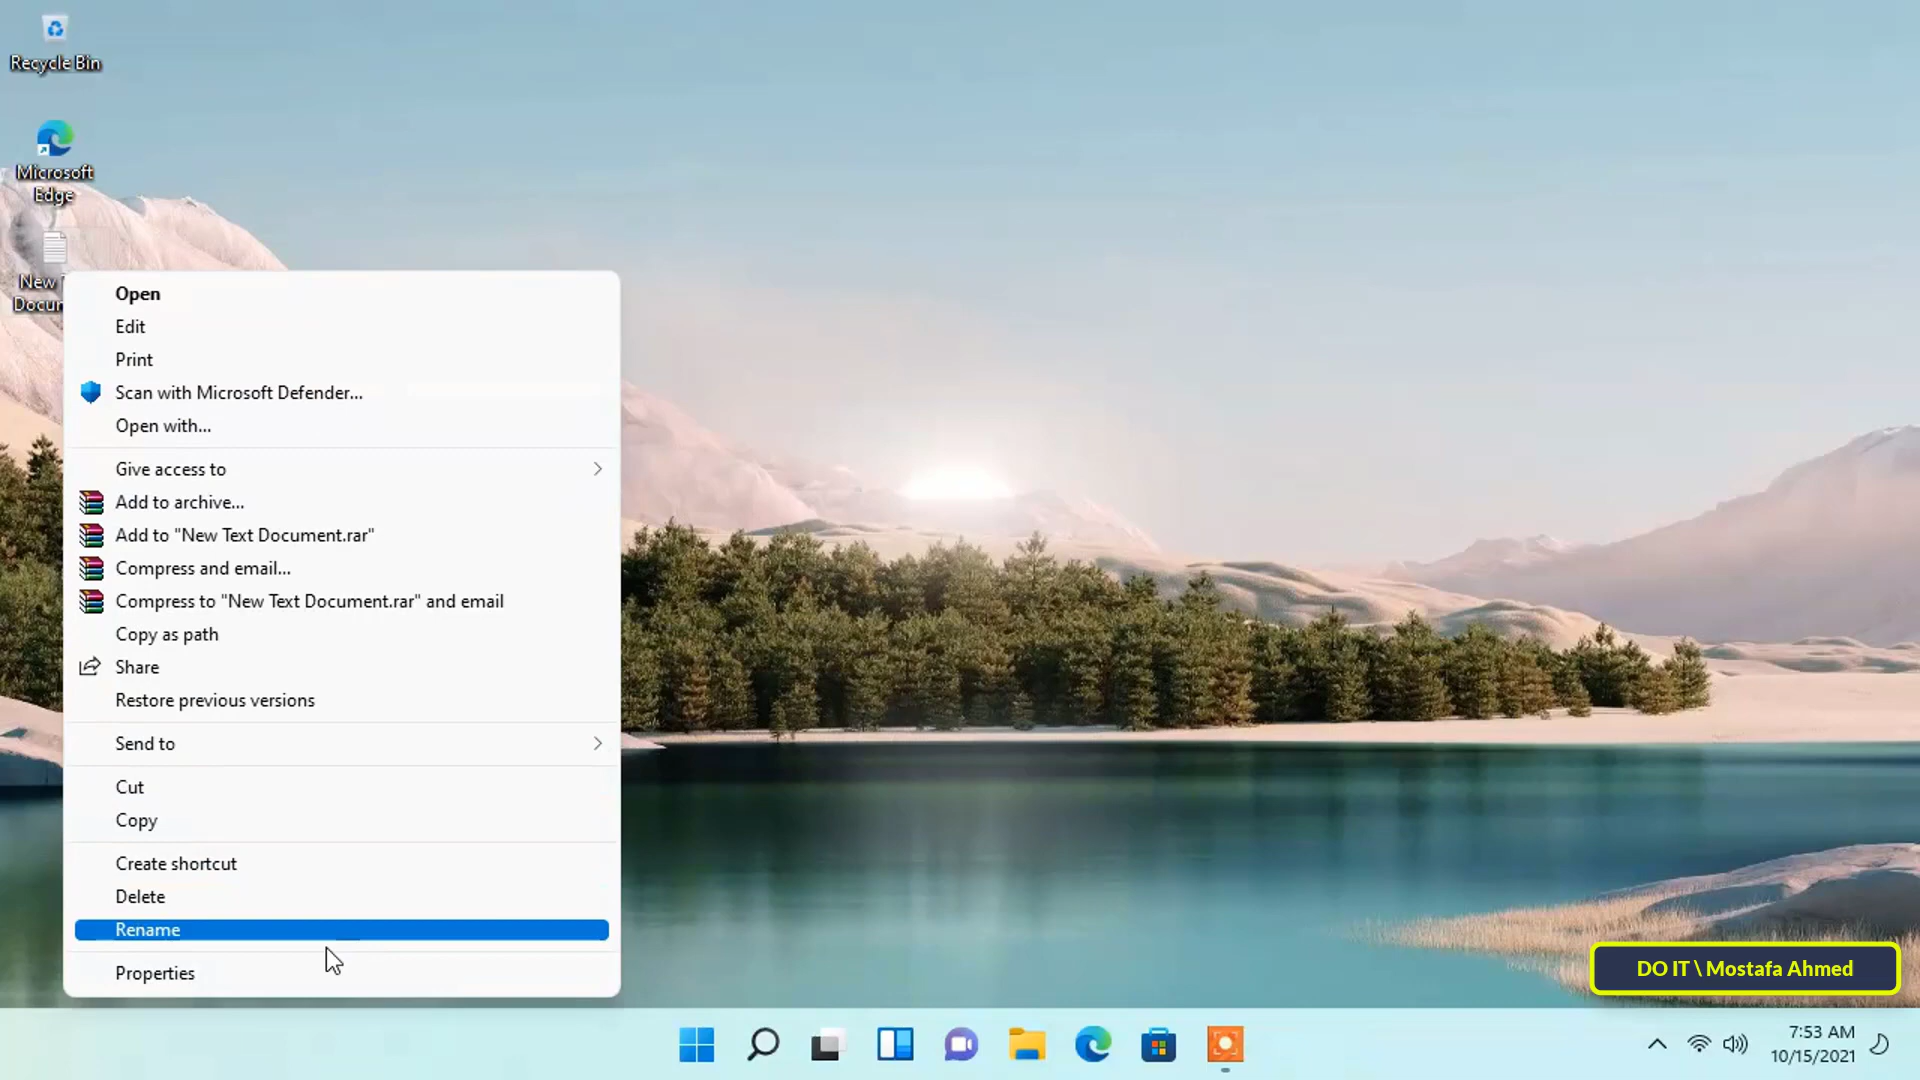 Recycle Bin
Microsoft
Edge
New
Open
Edit
Print
Scan with Microsoft Defender...
Open with...
Give access to
Add to archive...
Add to "New Text Document.rar"
Compress and email...
Compress to "New Text Document.rar" and email
Copy as path
Share
Restore previous versions
Send to
Cut
Copy
Create shortcut
Delete
Rename
Properties
DO IT \ Mostafa Ahmed
7:53 AM
10/15/2021